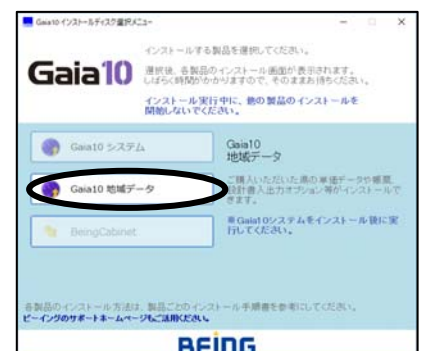 Gaia10 インストールディスク選択メニュー
Gaia10
インストールする製品を選択してください。
選択後、各製品のインストール画面が表示されます。
しばらく時間がかかりますので、そのままお待ちください。
インストール実行中に、他の製品のインストールを
開始しないでください。
Gaia10 システム
Gaia10 地域データ
BeingCabinet
Gaia10
地域データ
ご購入いただいた県の単価データや帳票、
設計書入出力オプション等がインストールで
きます。
※Gaia10システムをインストール後に実
行してください。
各製品のインストール方法は、製品ごとのインストール手順書を参考にしてください。
ビーイングのサポートホームページもご活用ください。
BEING